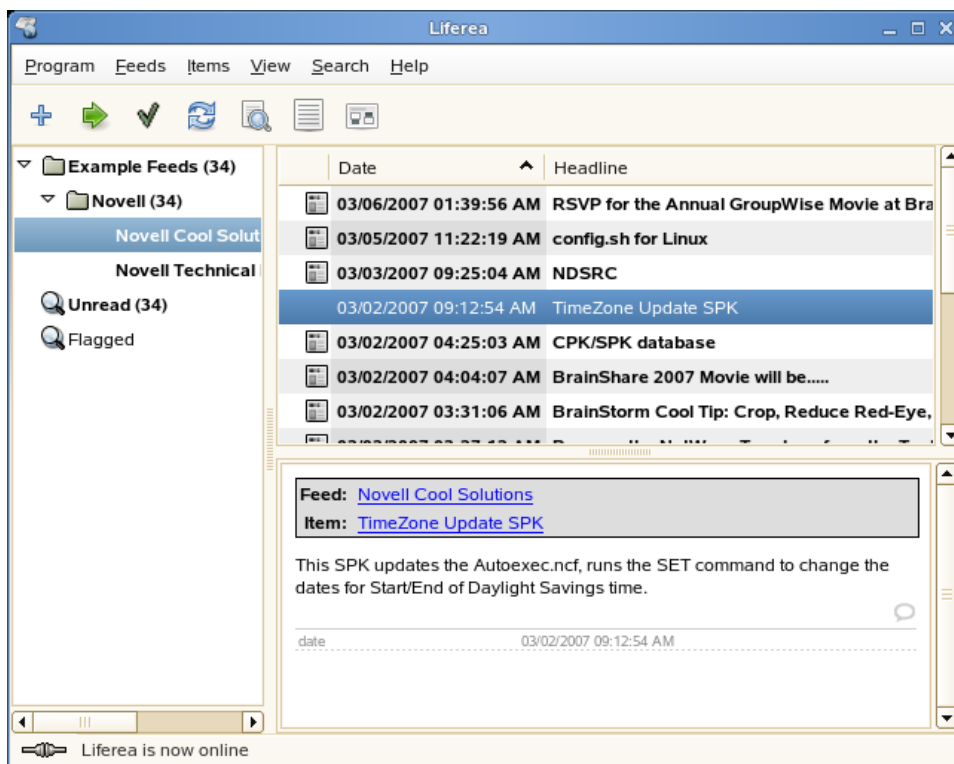 Liferea
Program Feeds Items View Search Help
Example Feeds (34)
Novell (34)
Novell Cool Solut
Novell Technical
Unread (34)
Flagged
Date Headline
03/06/2007 01:39:56 AM RSVP for the Annual GroupWise Movie at Bra
03/05/2007 11:22:19 AM config.sh for Linux
03/03/2007 09:25:04 AM NDSRC
03/02/2007 09:12:54 AM TimeZone Update SPK
03/02/2007 04:25:03 AM CPK/SPK database
03/02/2007 04:04:07 AM BrainShare 2007 Movie will be.....
03/02/2007 03:31:06 AM BrainStorm Cool Tip: Crop, Reduce Red-Eye,
Feed: Novell Cool Solutions
Item: TimeZone Update SPK
This SPK updates the Autoexec.ncf, runs the SET command to change the
dates for Start/End of Daylight Savings time.
date 03/02/2007 09:12:54 AM
Liferea is now online